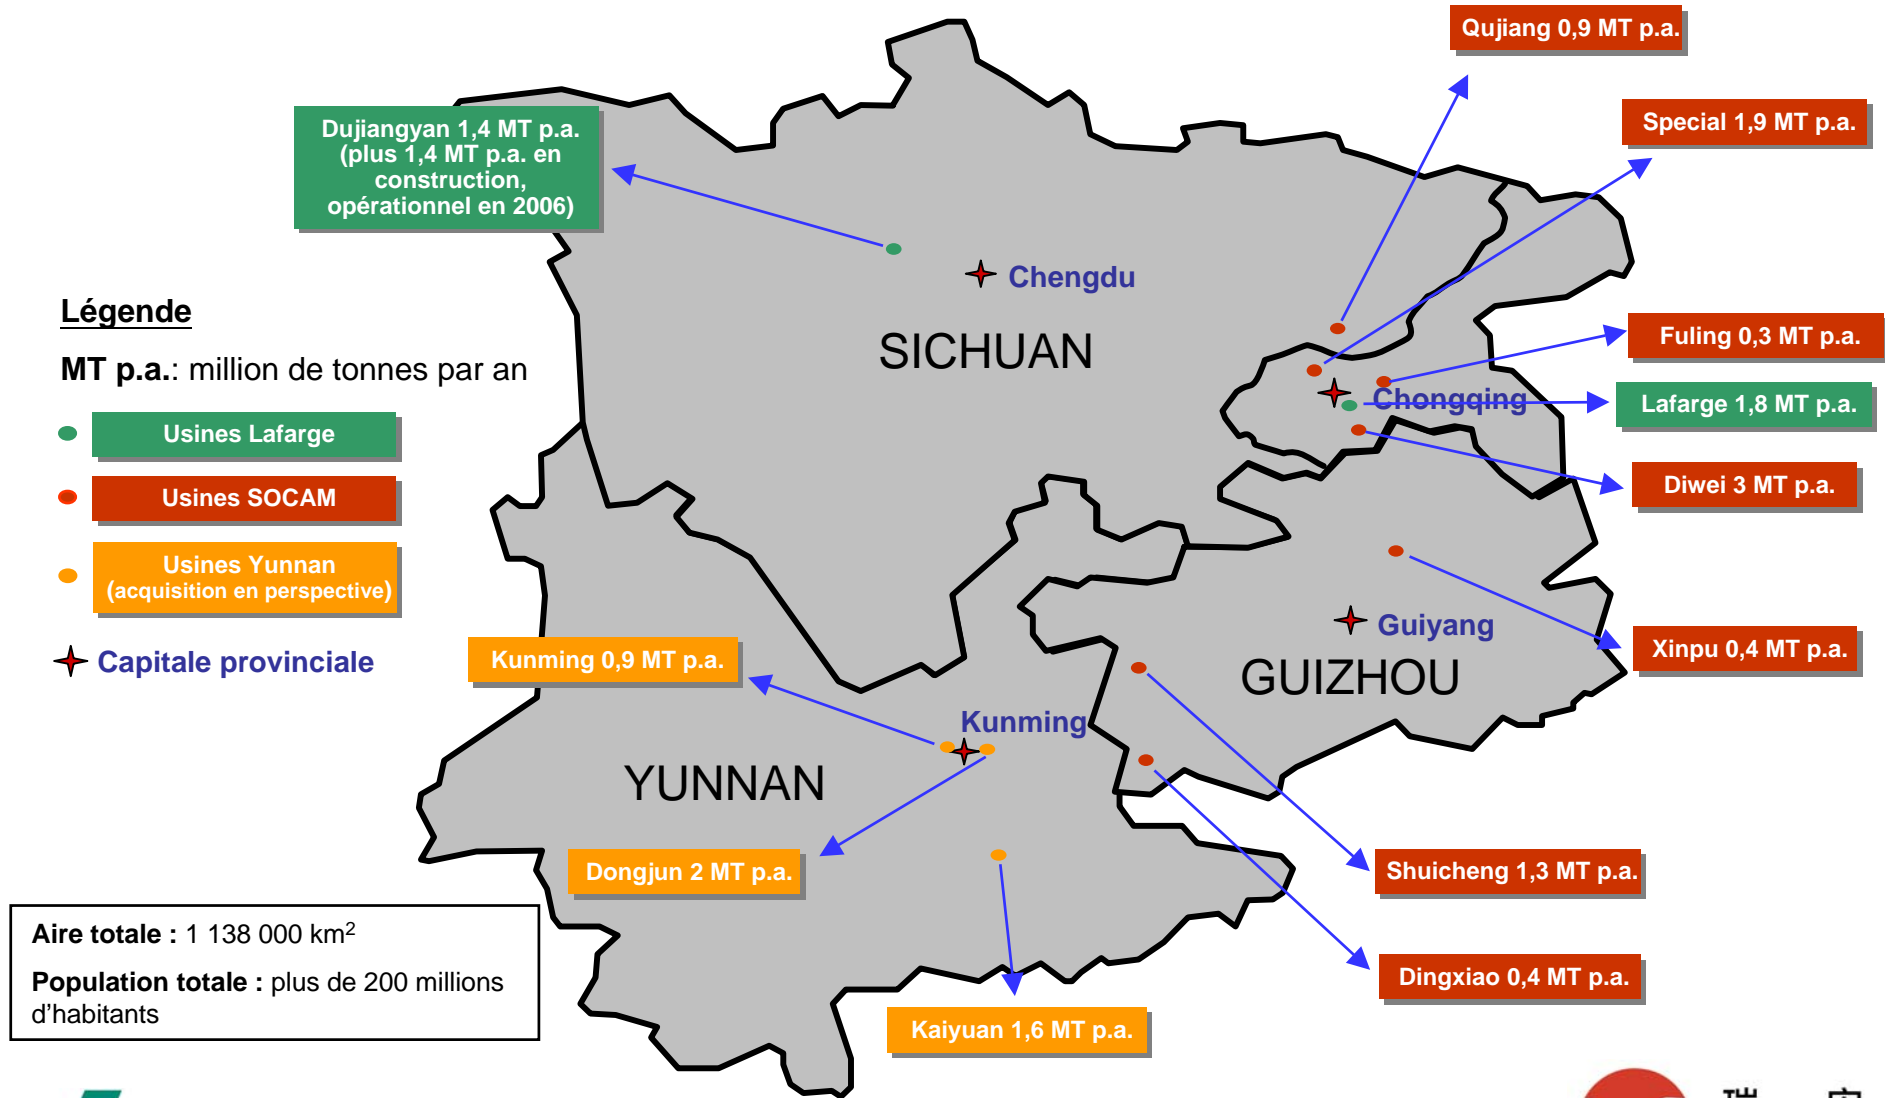 Qujiang 0,9 MT p.a.
Special 1,9 MT p.a.
Dujiangyan 1,4 MT p.a.
(plus 1,4 MT p.a. en
construction,
opérationnel en 2006)
Chengdu
SICHUAN
Légende
MT p.a.: million de tonnes par an
Usines Lafarge
Usines SOCAM
Usines Yunnan
(acquisition en perspective)
Capitale provinciale
Fuling 0,3 MT p.a.
Chongqing
Lafarge 1,8 MT p.a.
Diwei 3 MT p.a.
Guiyang
GUIZHOU
Xinpu 0,4 MT p.a.
Kunming 0,9 MT p.a.
Kunming
YUNNAN
Dongjun 2 MT p.a.
Shuicheng 1,3 MT p.a.
Dingxiao 0,4 MT p.a.
Kaiyuan 1,6 MT p.a.
Aire totale : 1 138 000 km2
Population totale : plus de 200 millions
d'habitants